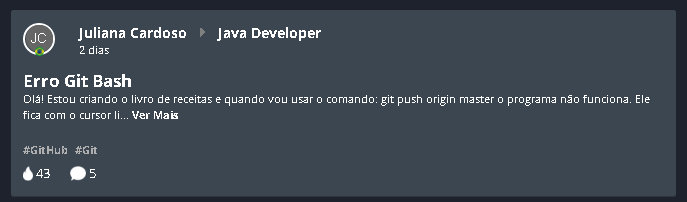 JC
Juliana Cardoso Java Developer
2 dias
Erro Git Bash
Olá! Estou criando o livro de receitas e quando vou usar o comando: git push origin master o programa não funciona. Ele
fica com o cursor li... Ver Mais
#GitHub #Git
43 5